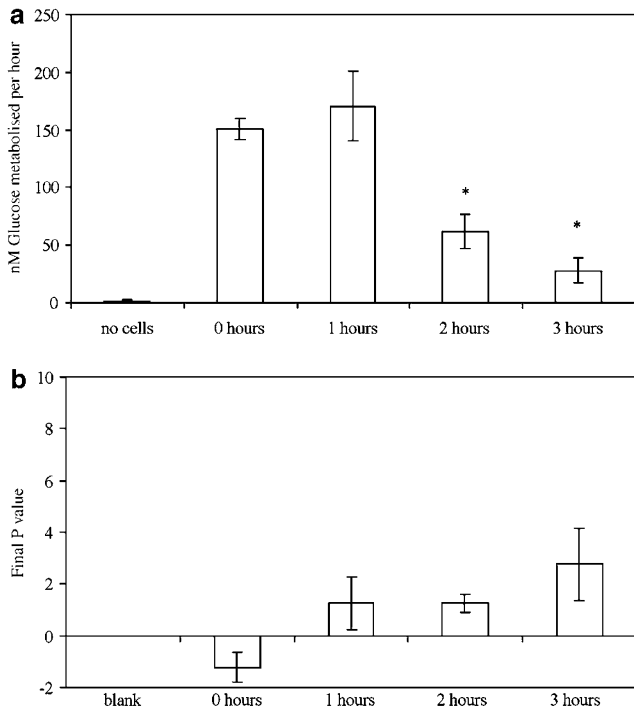 a
250
200
150
100
50
0
nM Glucose metabolised per hour
*
*
no cells 0 hours 1 hours 2 hours 3 hours
b
10
8
6
4
2
0
-2
Final P value
blank 0 hours 1 hours 2 hours 3 hours